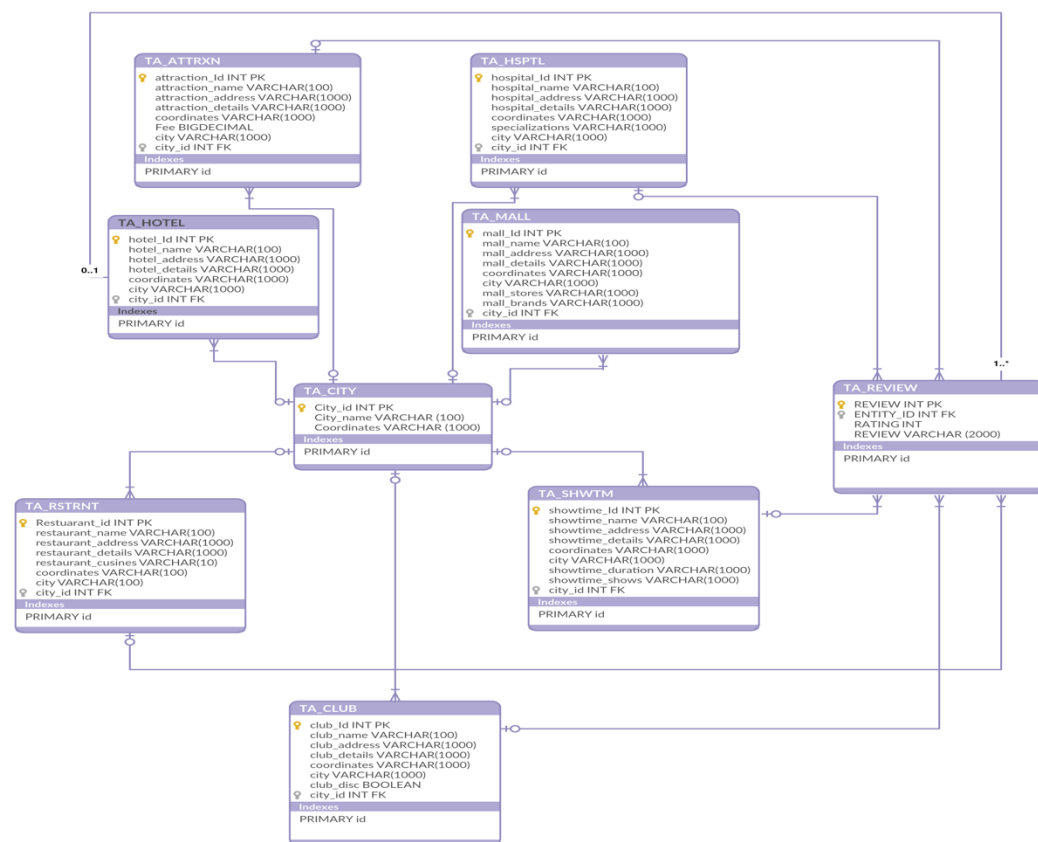 TA_ATTRXN
attraction_Id INT PK
attraction_name VARCHAR(100)
attraction_address VARCHAR(1000)
attraction_details VARCHAR(1000)
coordinates VARCHAR(1000)
Fee BIGDECIMAL
city VARCHAR(1000)
city_id INT FK
Indexes
PRIMARY id
TA_HSPTL
hospital_Id INT PK
hospital_name VARCHAR(100)
hospital_address VARCHAR(1000)
hospital_details VARCHAR(1000)
coordinates VARCHAR(1000)
specializations VARCHAR(1000)
city VARCHAR(1000)
city_id INT FK
Indexes
PRIMARY id
TA_HOTEL
hotel_Id INT PK
hotel_name VARCHAR(100)
hotel_address VARCHAR(1000)
hotel_details VARCHAR(1000)
coordinates VARCHAR(1000)
city VARCHAR(1000)
city_id INT FK
Indexes
PRIMARY id
0..1
TA_MALL
mall_Id INT PK
mall_name VARCHAR(100)
mall_address VARCHAR(1000)
mall_details VARCHAR(1000)
coordinates VARCHAR(1000)
city VARCHAR(1000)
mall_stores VARCHAR(1000)
mall_brands VARCHAR(1000)
city_id INT FK
Indexes
PRIMARY id
1..*
TA_CITY
City_id INT PK
City_name VARCHAR (100)
Coordinates VARCHAR (1000)
Indexes
PRIMARY id
TA_REVIEW
REVIEW INT PK
ENTITY_ID INT FK
RATING INT
REVIEW VARCHAR (2000)
Indexes
PRIMARY id
TA_RSTRNT
Restuarant_id INT PK
restaurant_name VARCHAR(100)
restaurant_address VARCHAR(1000)
restaurant_details VARCHAR(1000)
restaurant_cusines VARCHAR(10)
coordinates VARCHAR(100)
city VARCHAR(100)
city_id INT FK
Indexes
PRIMARY id
TA_SHWTM
showtime_Id INT PK
showtime_name VARCHAR(100)
showtime_address VARCHAR(1000)
showtime_details VARCHAR(1000)
coordinates VARCHAR(1000)
city VARCHAR(1000)
showtime_duration VARCHAR(1000)
showtime_shows VARCHAR(1000)
city_id INT FK
Indexes
PRIMARY id
TA_CLUB
club_Id INT PK
club_name VARCHAR(100)
club_address VARCHAR(1000)
club_details VARCHAR(1000)
coordinates VARCHAR(1000)
city VARCHAR(1000)
club_disc BOOLEAN
city_id INT FK
Indexes
PRIMARY id